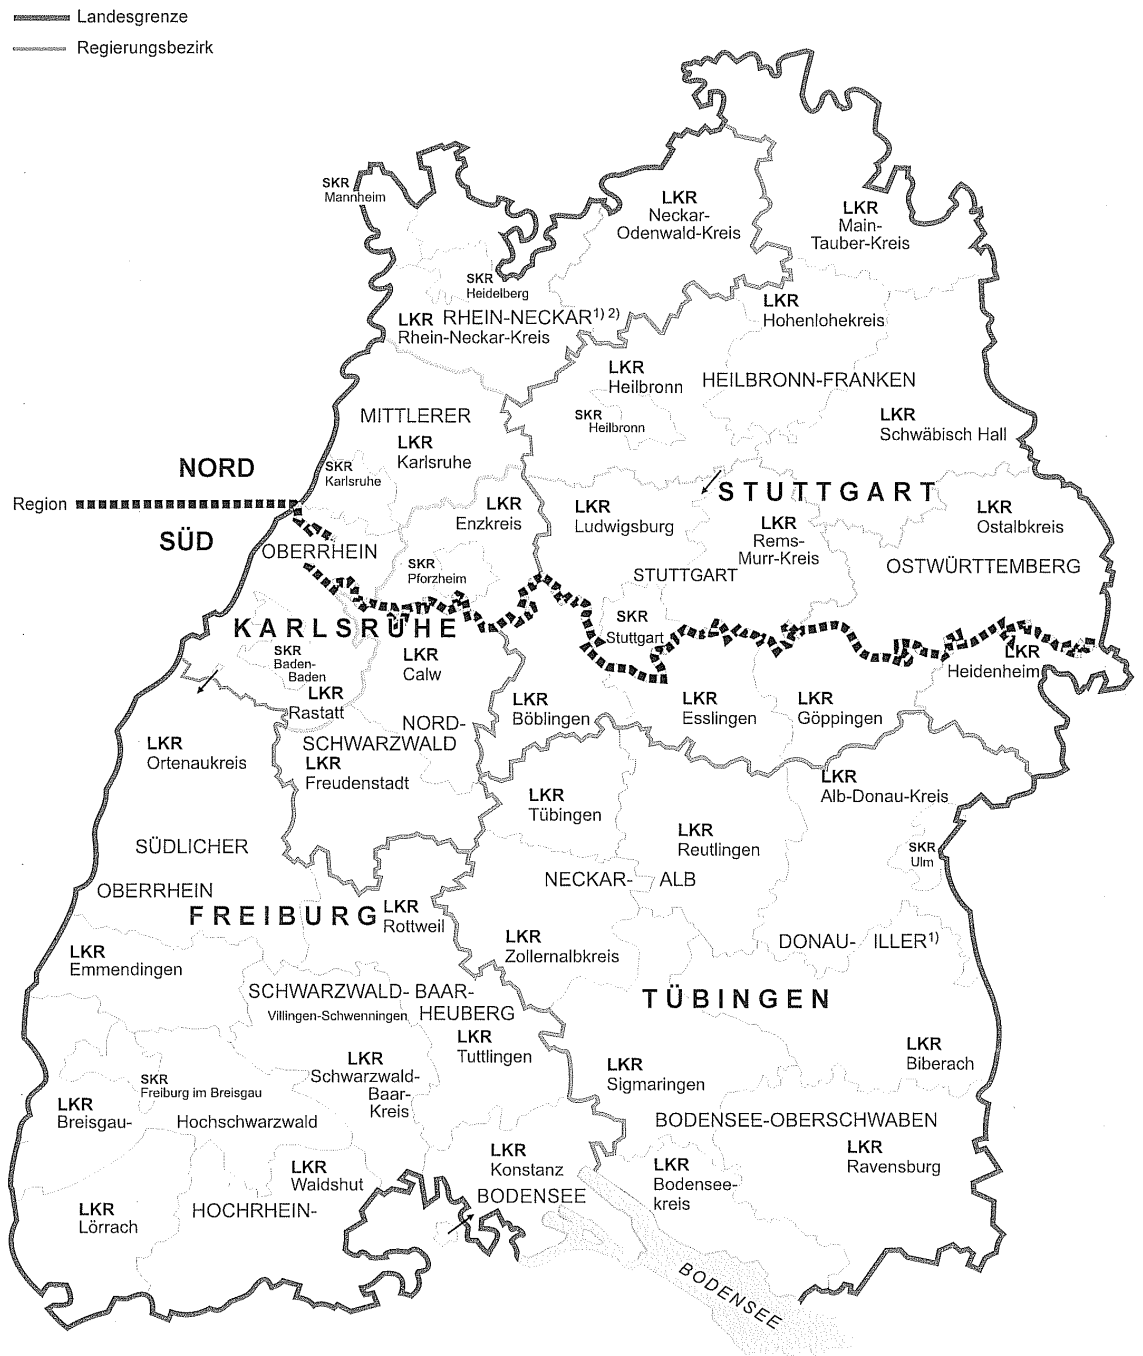 Landesgrenze
Regierungsbezirk
SKR
Mannheim
LKR
Neckar-
Odenwald-Kreis
LKR
Main-
Tauber-Kreis
SKR
Heidelberg
LKR RHEIN-NECKAR1) 2)
Rhein-Neckar-Kreis
LKR
Hohenlohekreis
LKR
Heilbronn
HEILBRONN-FRANKEN
SKR
Heilbronn
MITTLERER
LKR
Karlsruhe
LKR
Schwäbisch Hall
NORD
SKR
Karlsruhe
Region
STUTTGART
LKR
Enzkreis
LKR
Ludwigsburg
LKR
Rems-
Murr-Kreis
LKR
Ostalbkreis
SÜD
OBERRHEIN
SKR
Pforzheim
STUTTGART
OSTWÜRTTEMBERG
KARLSRUHE
SKR
Stuttgart
SKR
Baden-
Baden
LKR
Calw
LKR
Heidenheim
LKR
Rastatt
LKR
Böblingen
LKR
Esslingen
LKR
Göppingen
NORD-
SCHWARZWALD
LKR
Ortenaukreis
LKR
Freudenstadt
LKR
Alb-Donau-Kreis
LKR
Tübingen
LKR
Reutlingen
SKR
Ulm
SÜDLICHER
OBERRHEIN
NECKAR- ALB
FREIBURG
LKR
Rottweil
LKR
Zollernalbkreis
DONAU- ILLER1)
LKR
Emmendingen
SCHWARZWALD- BAAR-
HEUBERG
Villingen-Schwenningen
TÜBINGEN
LKR
Tuttlingen
LKR
Schwarzwald-
Baar-
Kreis
LKR
Sigmaringen
LKR
Biberach
SKR
Freiburg im Breisgau
LKR
Breisgau- Hochschwarzwald
BODENSEE-OBERSCHWABEN
LKR
Ravensburg
LKR
Konstanz
LKR
Waldshut
LKR
Bodensee-
kreis
BODENSEE
LKR
Lörrach
HOCHRHEIN-
BODENSEE